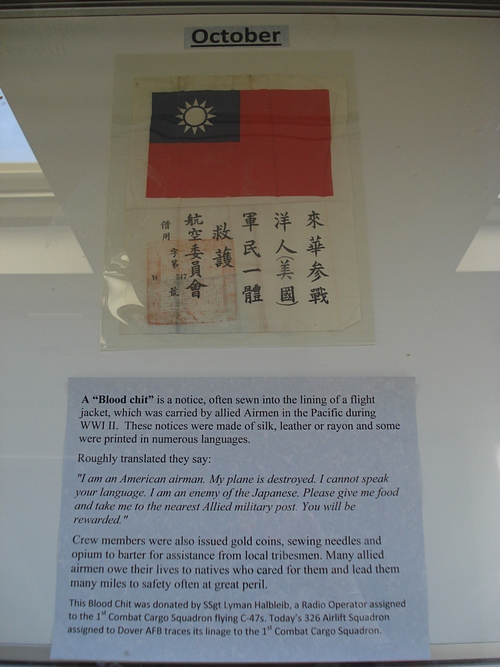 October
來華參戰
洋人(美國)
軍民一體
救護
航空委員會
借用 字第 號
A “Blood chit” is a notice, often sewn into the lining of a flight
jacket, which was carried by allied Airmen in the Pacific during
WWI II. These notices were made of silk, leather or rayon and some
were printed in numerous languages.
Roughly translated they say:
"I am an American airman. My plane is destroyed. I cannot speak
your language. I am an enemy of the Japanese. Please give me food
and take me to the nearest Allied military post. You will be
rewarded."
Crew members were also issued gold coins, sewing needles and
opium to barter for assistance from local tribesmen. Many allied
airmen owe their lives to natives who cared for them and lead them
many miles to safety often at great peril.
This Blood Chit was donated by SSgt Lyman Halbleib, a Radio Operator assigned
to the 1st Combat Cargo Squadron flying C-47s. Today's 326 Airlift Squadron
assigned to Dover AFB traces its linage to the 1st Combat Cargo Squadron.